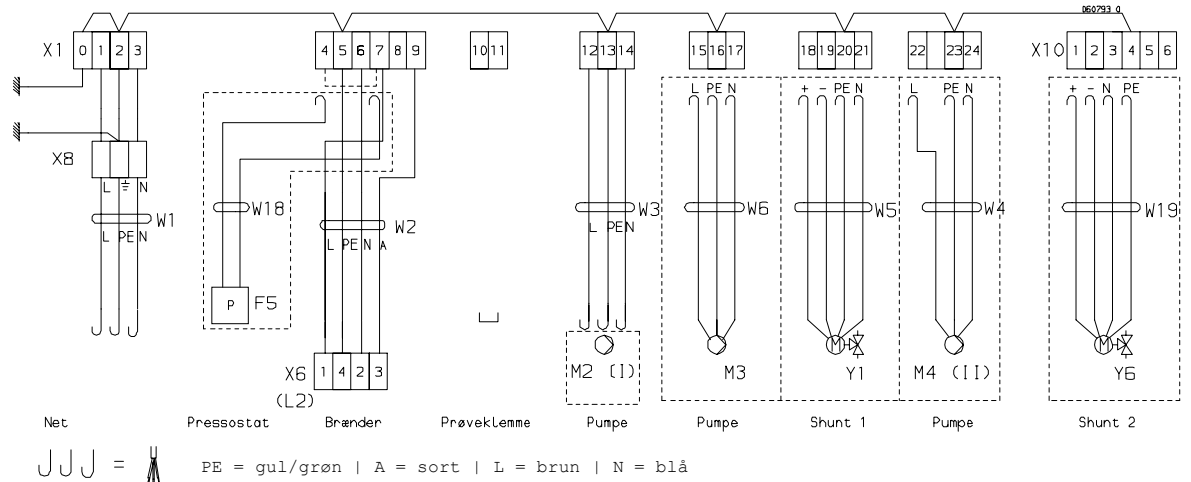 D60793 0
X1 0 1 2 3 4 5 6 7 8 9 10 11 12 13 14 15 16 17 18 19 20 21 22 23 24 X10 1 2 3 4 5 6
L PE N + - PE N L PE N + - N PE
X8
L N
W1 W18 W2 W3 W6 W5 W4 W19
L PE N L PE N A L PE N
P F5
X6 1 4 2 3
(L2)
M2 (I) M3 M Y1 M4 (II) M Y6
Net Pressostat Brænder Prøveklemme Pumpe Pumpe Shunt 1 Pumpe Shunt 2
= PE = gul/grøn | A = sort | L = brun | N = blå